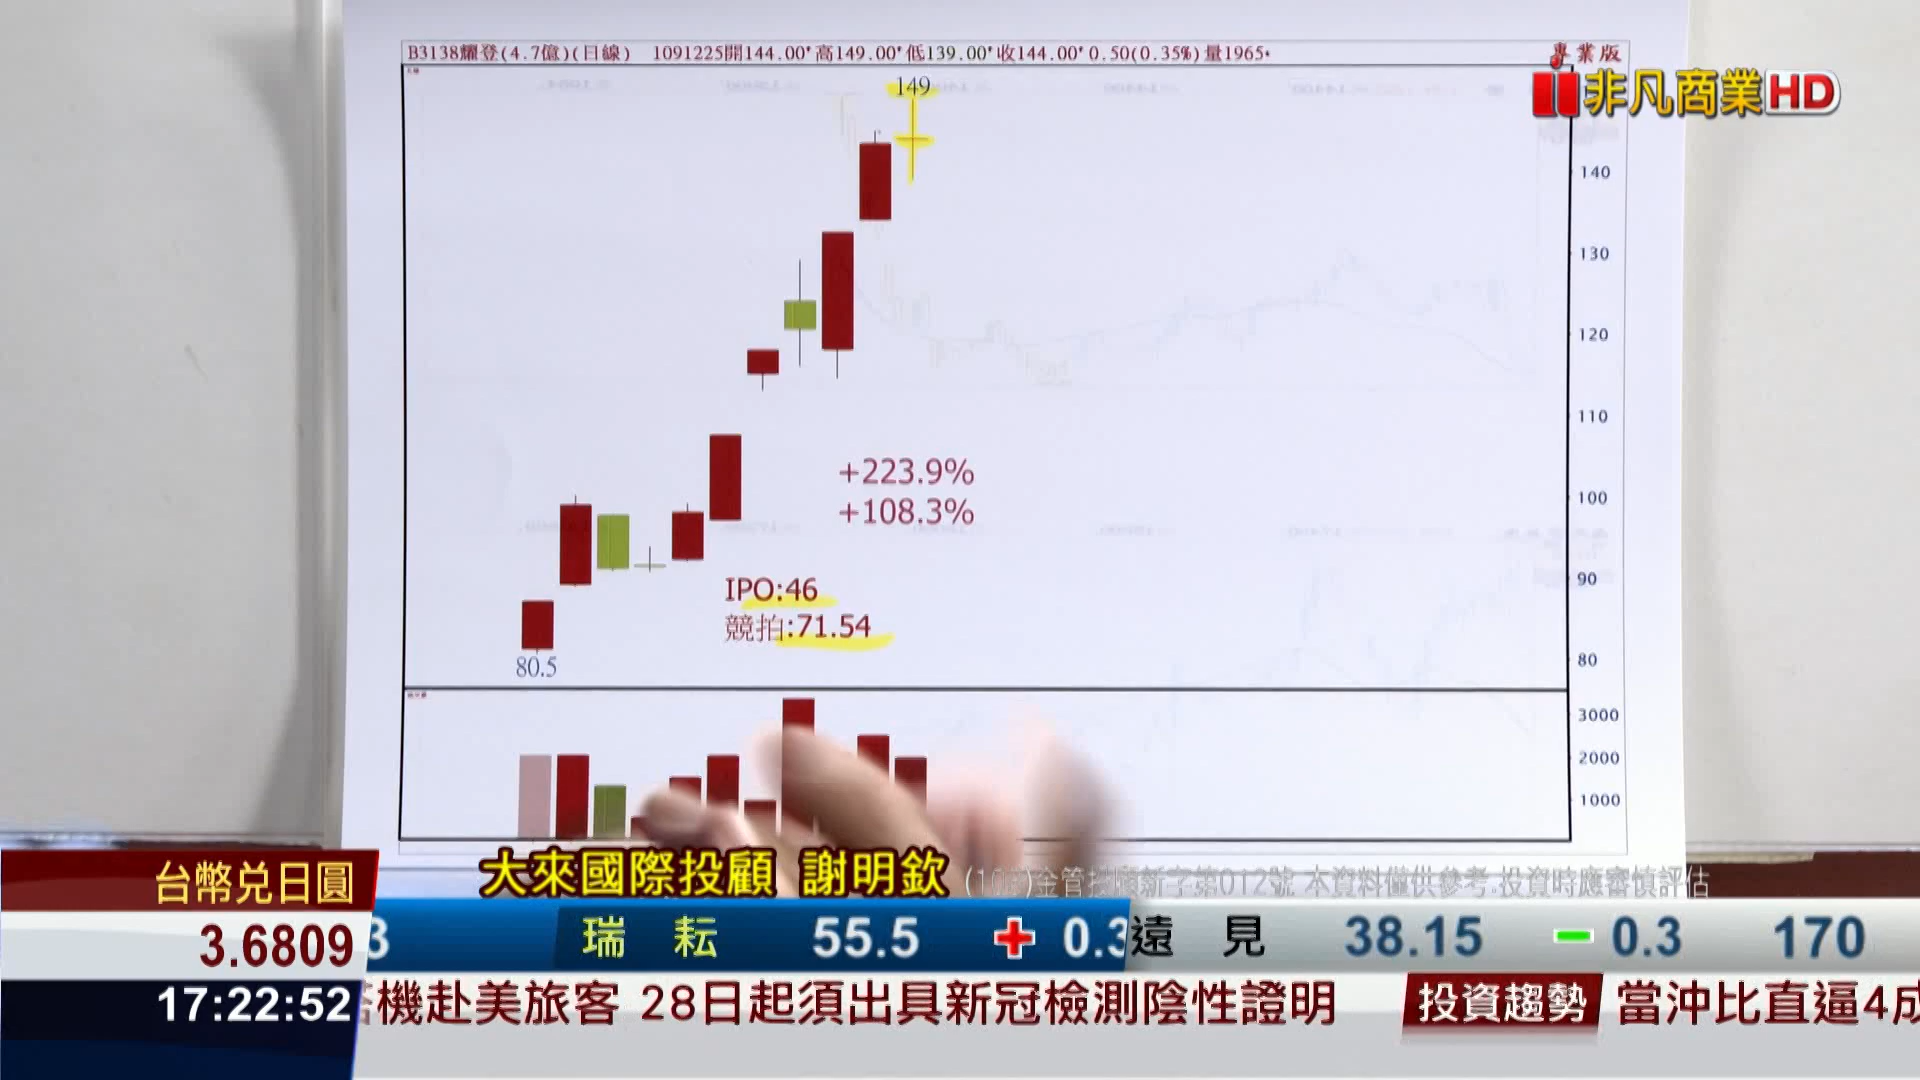 B3138耀登(4.7億)(日線) 1091225開144.00'高149.00'低139.00'收144.00'0.50(0.35%)量1965
專業版
非凡商業HD
149
140
130
120
110
+223.9%
100
+108.3%
IPO:46
90
競拍:71.54
80.5
80
3000
2000
1000
台幣兌日圓
大來國際投顧 謝明欽
金管投顧新字第012號 本資料僅供參考 投資時應審慎評估
3.6809
3 瑞耘 55.5 + 0.3 遠見 38.15 - 0.3 170
17:22:52
機赴美旅客 28日起須出具新冠檢測陰性證明 投資趨勢 當沖比直逼4成